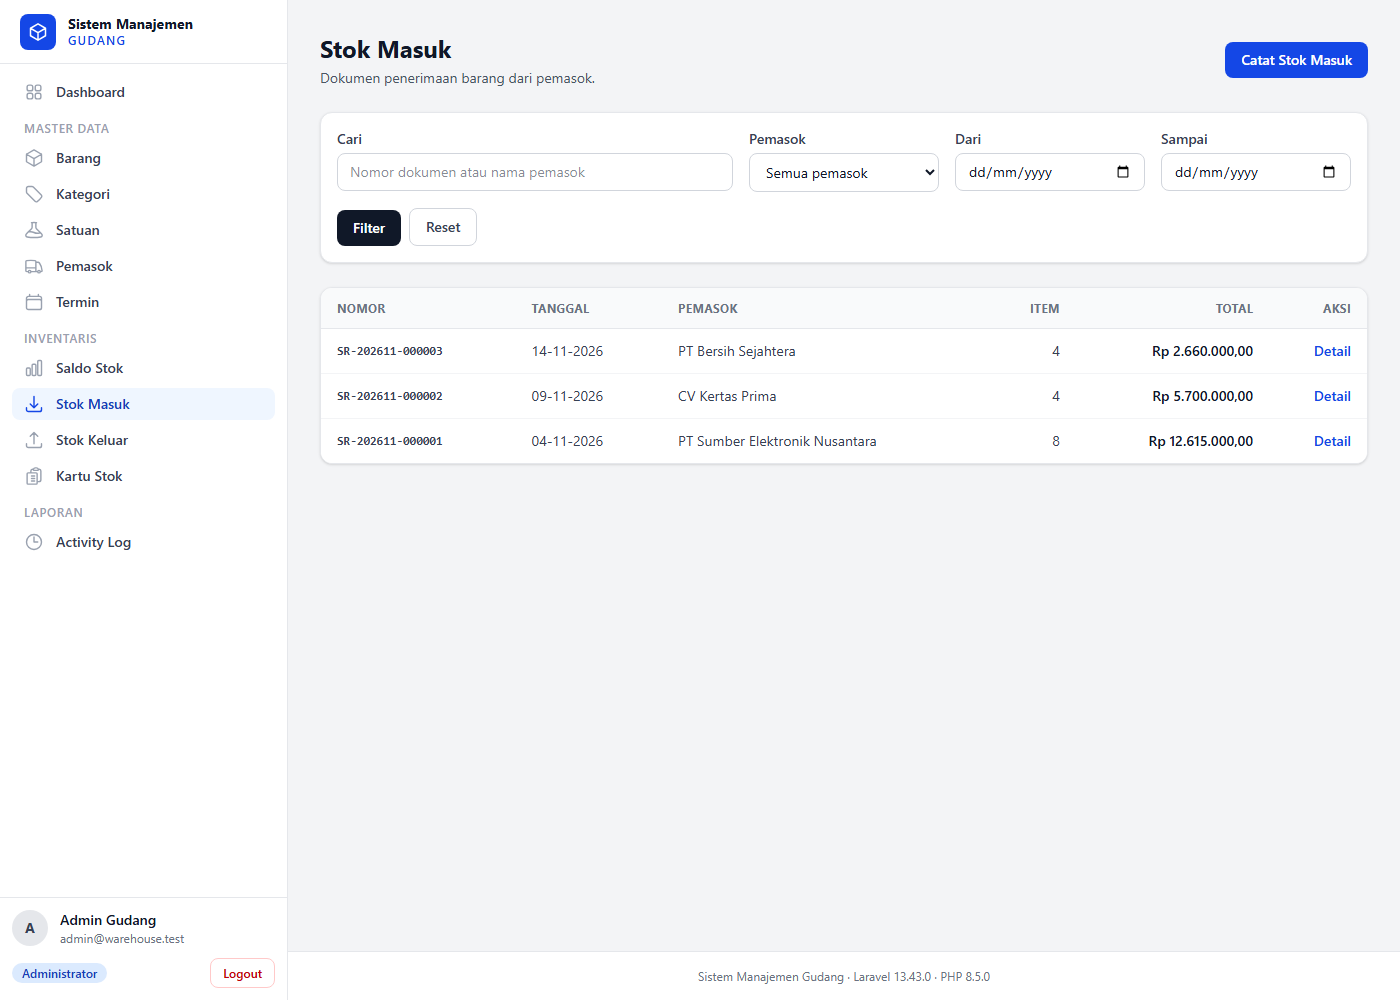 Sistem Manajemen
GUDANG
Dashboard
MASTER DATA
Barang
Kategori
Satuan
Pemasok
Termin
INVENTARIS
Saldo Stok
Stok Masuk
Stok Keluar
Kartu Stok
LAPORAN
Activity Log
A
Admin Gudang
admin@warehouse.test
Administrator
Logout
Stok Masuk
Dokumen penerimaan barang dari pemasok.
Catat Stok Masuk
Cari
Pemasok
Dari
Sampai
Nomor dokumen atau nama pemasok
Semua pemasok
dd/mm/yyyy
dd/mm/yyyy
Filter
Reset
NOMOR TANGGAL PEMASOK ITEM TOTAL AKSI
SR-202611-000003 14-11-2026 PT Bersih Sejahtera 4 Rp 2.660.000,00 Detail
SR-202611-000002 09-11-2026 CV Kertas Prima 4 Rp 5.700.000,00 Detail
SR-202611-000001 04-11-2026 PT Sumber Elektronik Nusantara 8 Rp 12.615.000,00 Detail
Sistem Manajemen Gudang · Laravel 13.43.0 · PHP 8.5.0